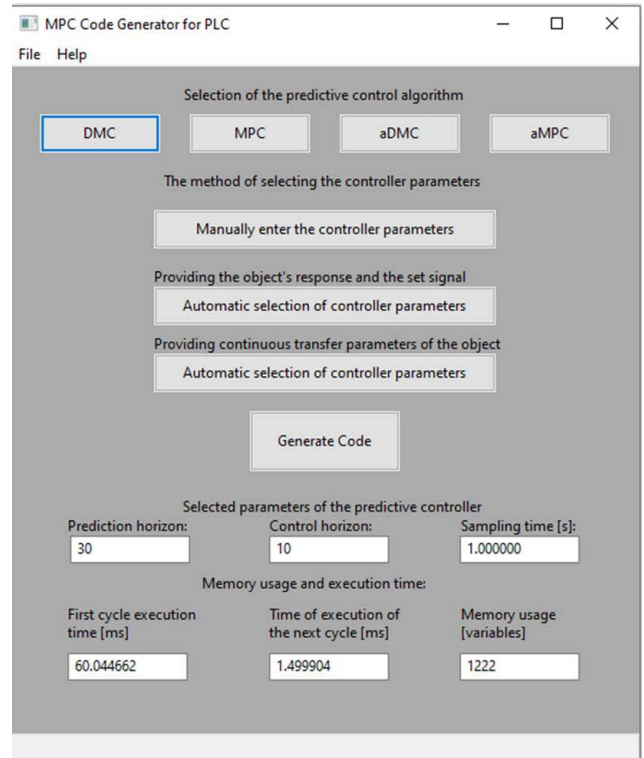 MPC Code Generator for PLC
File Help
Selection of the predictive control algorithm
DMC MPC aDMC aMPC
The method of selecting the controller parameters
Manually enter the controller parameters
Providing the object's response and the set signal
Automatic selection of controller parameters
Providing continuous transfer parameters of the object
Automatic selection of controller parameters
Generate Code
Selected parameters of the predictive controller
Prediction horizon: Control horizon: Sampling time [s]:
30 10 1.000000
Memory usage and execution time:
First cycle execution Time of execution of Memory usage
time [ms] the next cycle [ms] [variables]
60.044662 1.499904 1222